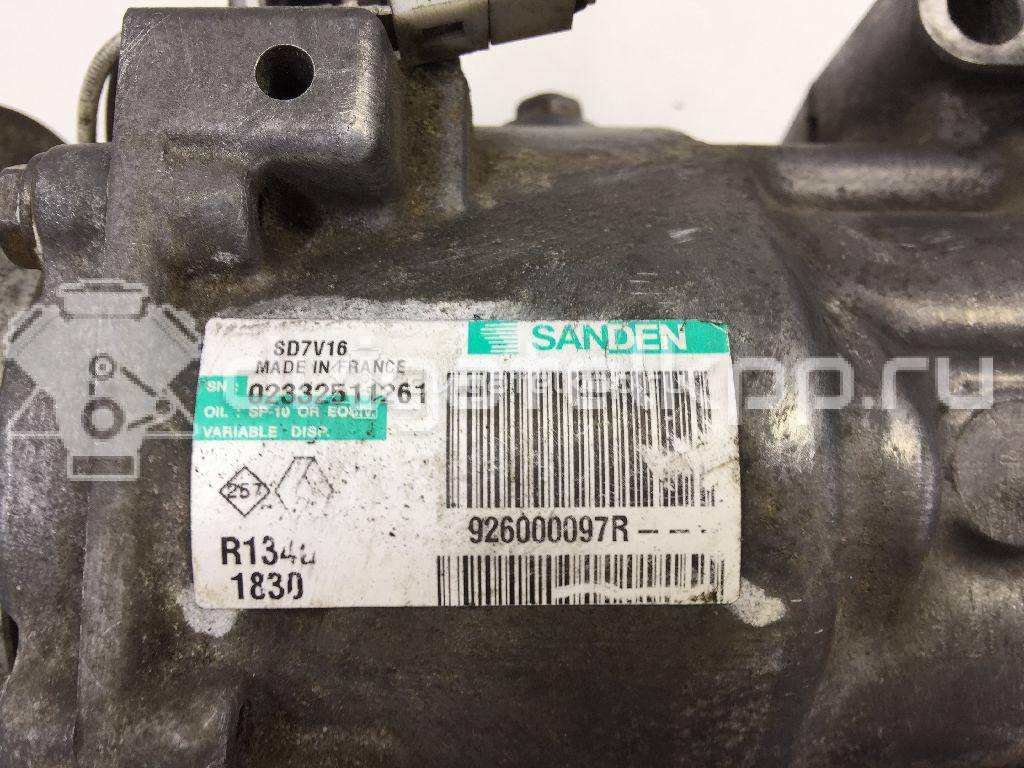 SANDEN
SD7V16
MADE IN FRANCE
SN: 02332511261
OIL : SP-10 OR EQUIV.
VARIABLE DISP.
257
926000097R----
R134a
1830